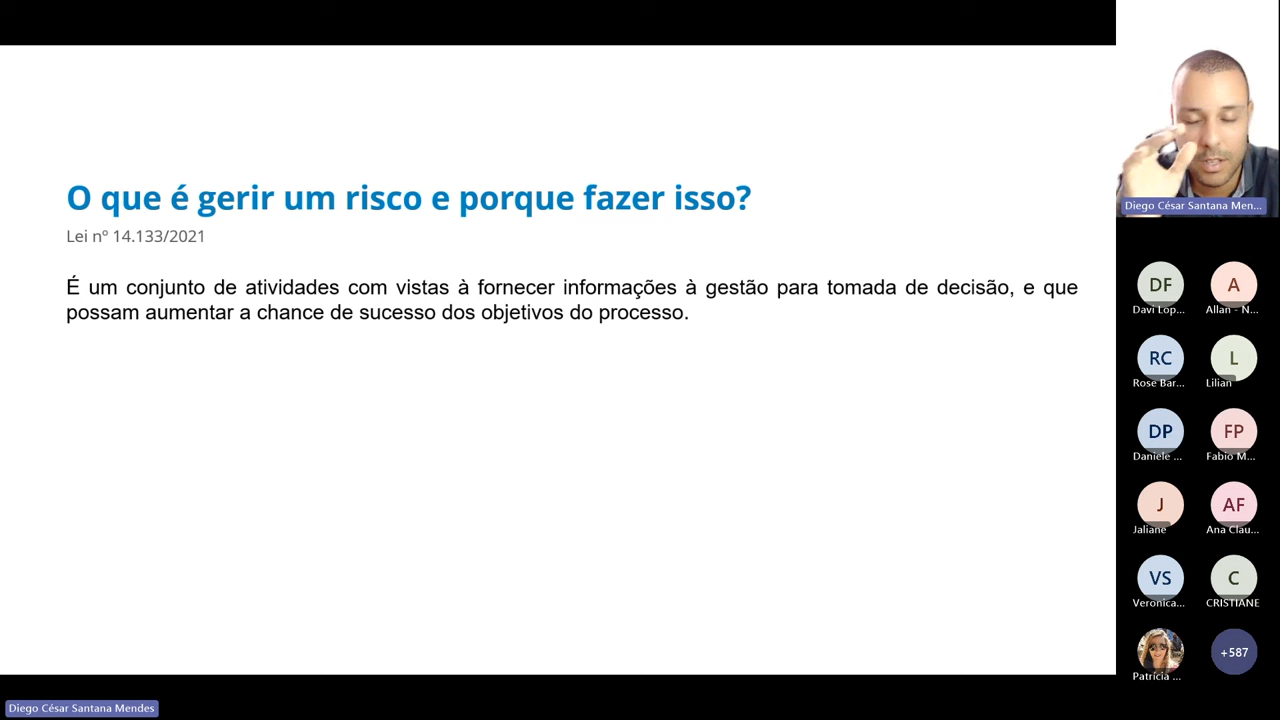 O que é gerir um risco e porque fazer isso?
Lei nº 14.133/2021
É um conjunto de atividades com vistas à fornecer informações à gestão para tomada de decisão, e que
possam aumentar a chance de sucesso dos objetivos do processo.
Diego César Santana Men...
DF
A
Davi Lop...
Allan - N...
RC
L
Rose Bar...
Lilian
DP
FP
Daniele ...
Fabio M...
J
AF
Jaliane
Ana Clau...
VS
C
Veronica...
CRISTIANE
+587
Patrícia ...
Diego César Santana Mendes